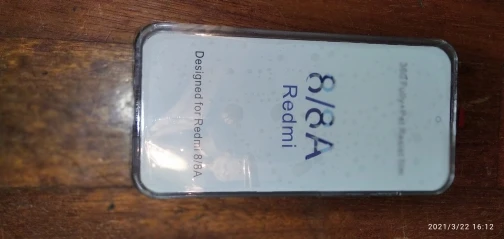 8/8A
Redmi
Designed for Redmi 8/8A
2021/3/22 16:12